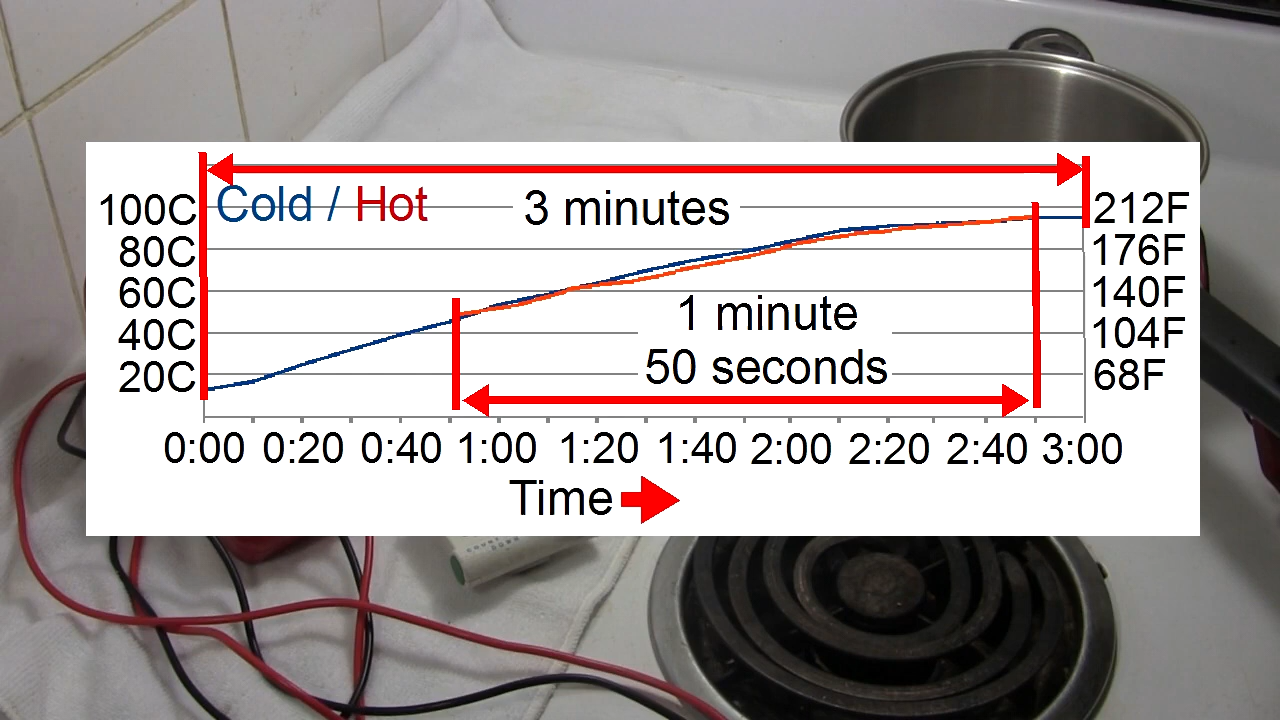 Cold / Hot
3 minutes
100C
212F
80C
176F
60C
140F
1 minute
40C
104F
50 seconds
20C
68F
0:00 0:20 0:40 1:00 1:20 1:40 2:00 2:20 2:40 3:00
Time